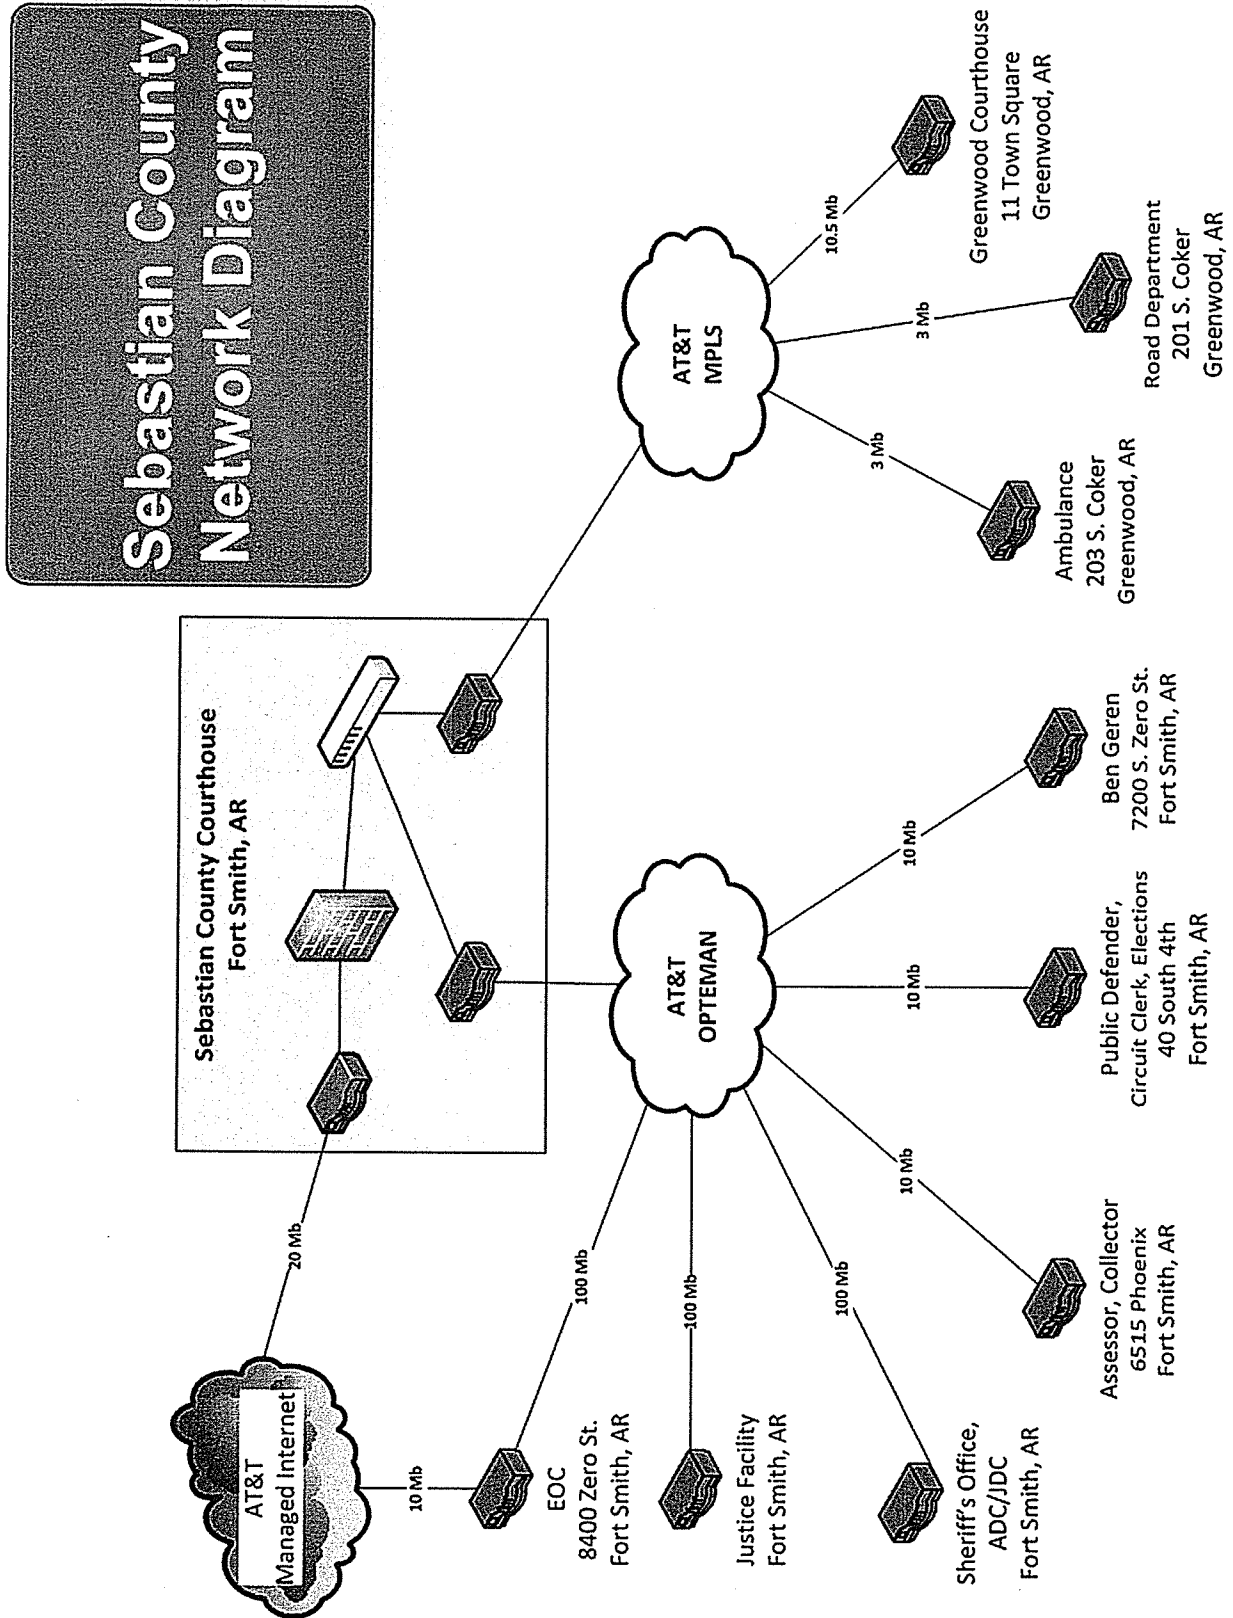 Sebastian County
Network Diagram
Sebastian County Courthouse
Fort Smith, AR
AT&T
Managed Internet
20 Mb
10 Mb
EOC
8400 Zero St.
Fort Smith, AR
100 Mb
Justice Facility
Fort Smith, AR
100 Mb
Sheriff's Office,
ADC/JDC
Fort Smith, AR
100 Mb
AT&T
OPTEMAN
Assessor, Collector
6515 Phoenix
Fort Smith, AR
10 Mb
Public Defender,
Circuit Clerk, Elections
40 South 4th
Fort Smith, AR
10 Mb
Ben Geren
7200 S. Zero St.
Fort Smith, AR
10 Mb
AT&T
MPLS
Ambulance
203 S. Coker
Greenwood, AR
3 Mb
Road Department
201 S. Coker
Greenwood, AR
3 Mb
Greenwood Courthouse
11 Town Square
Greenwood, AR
10.5 Mb